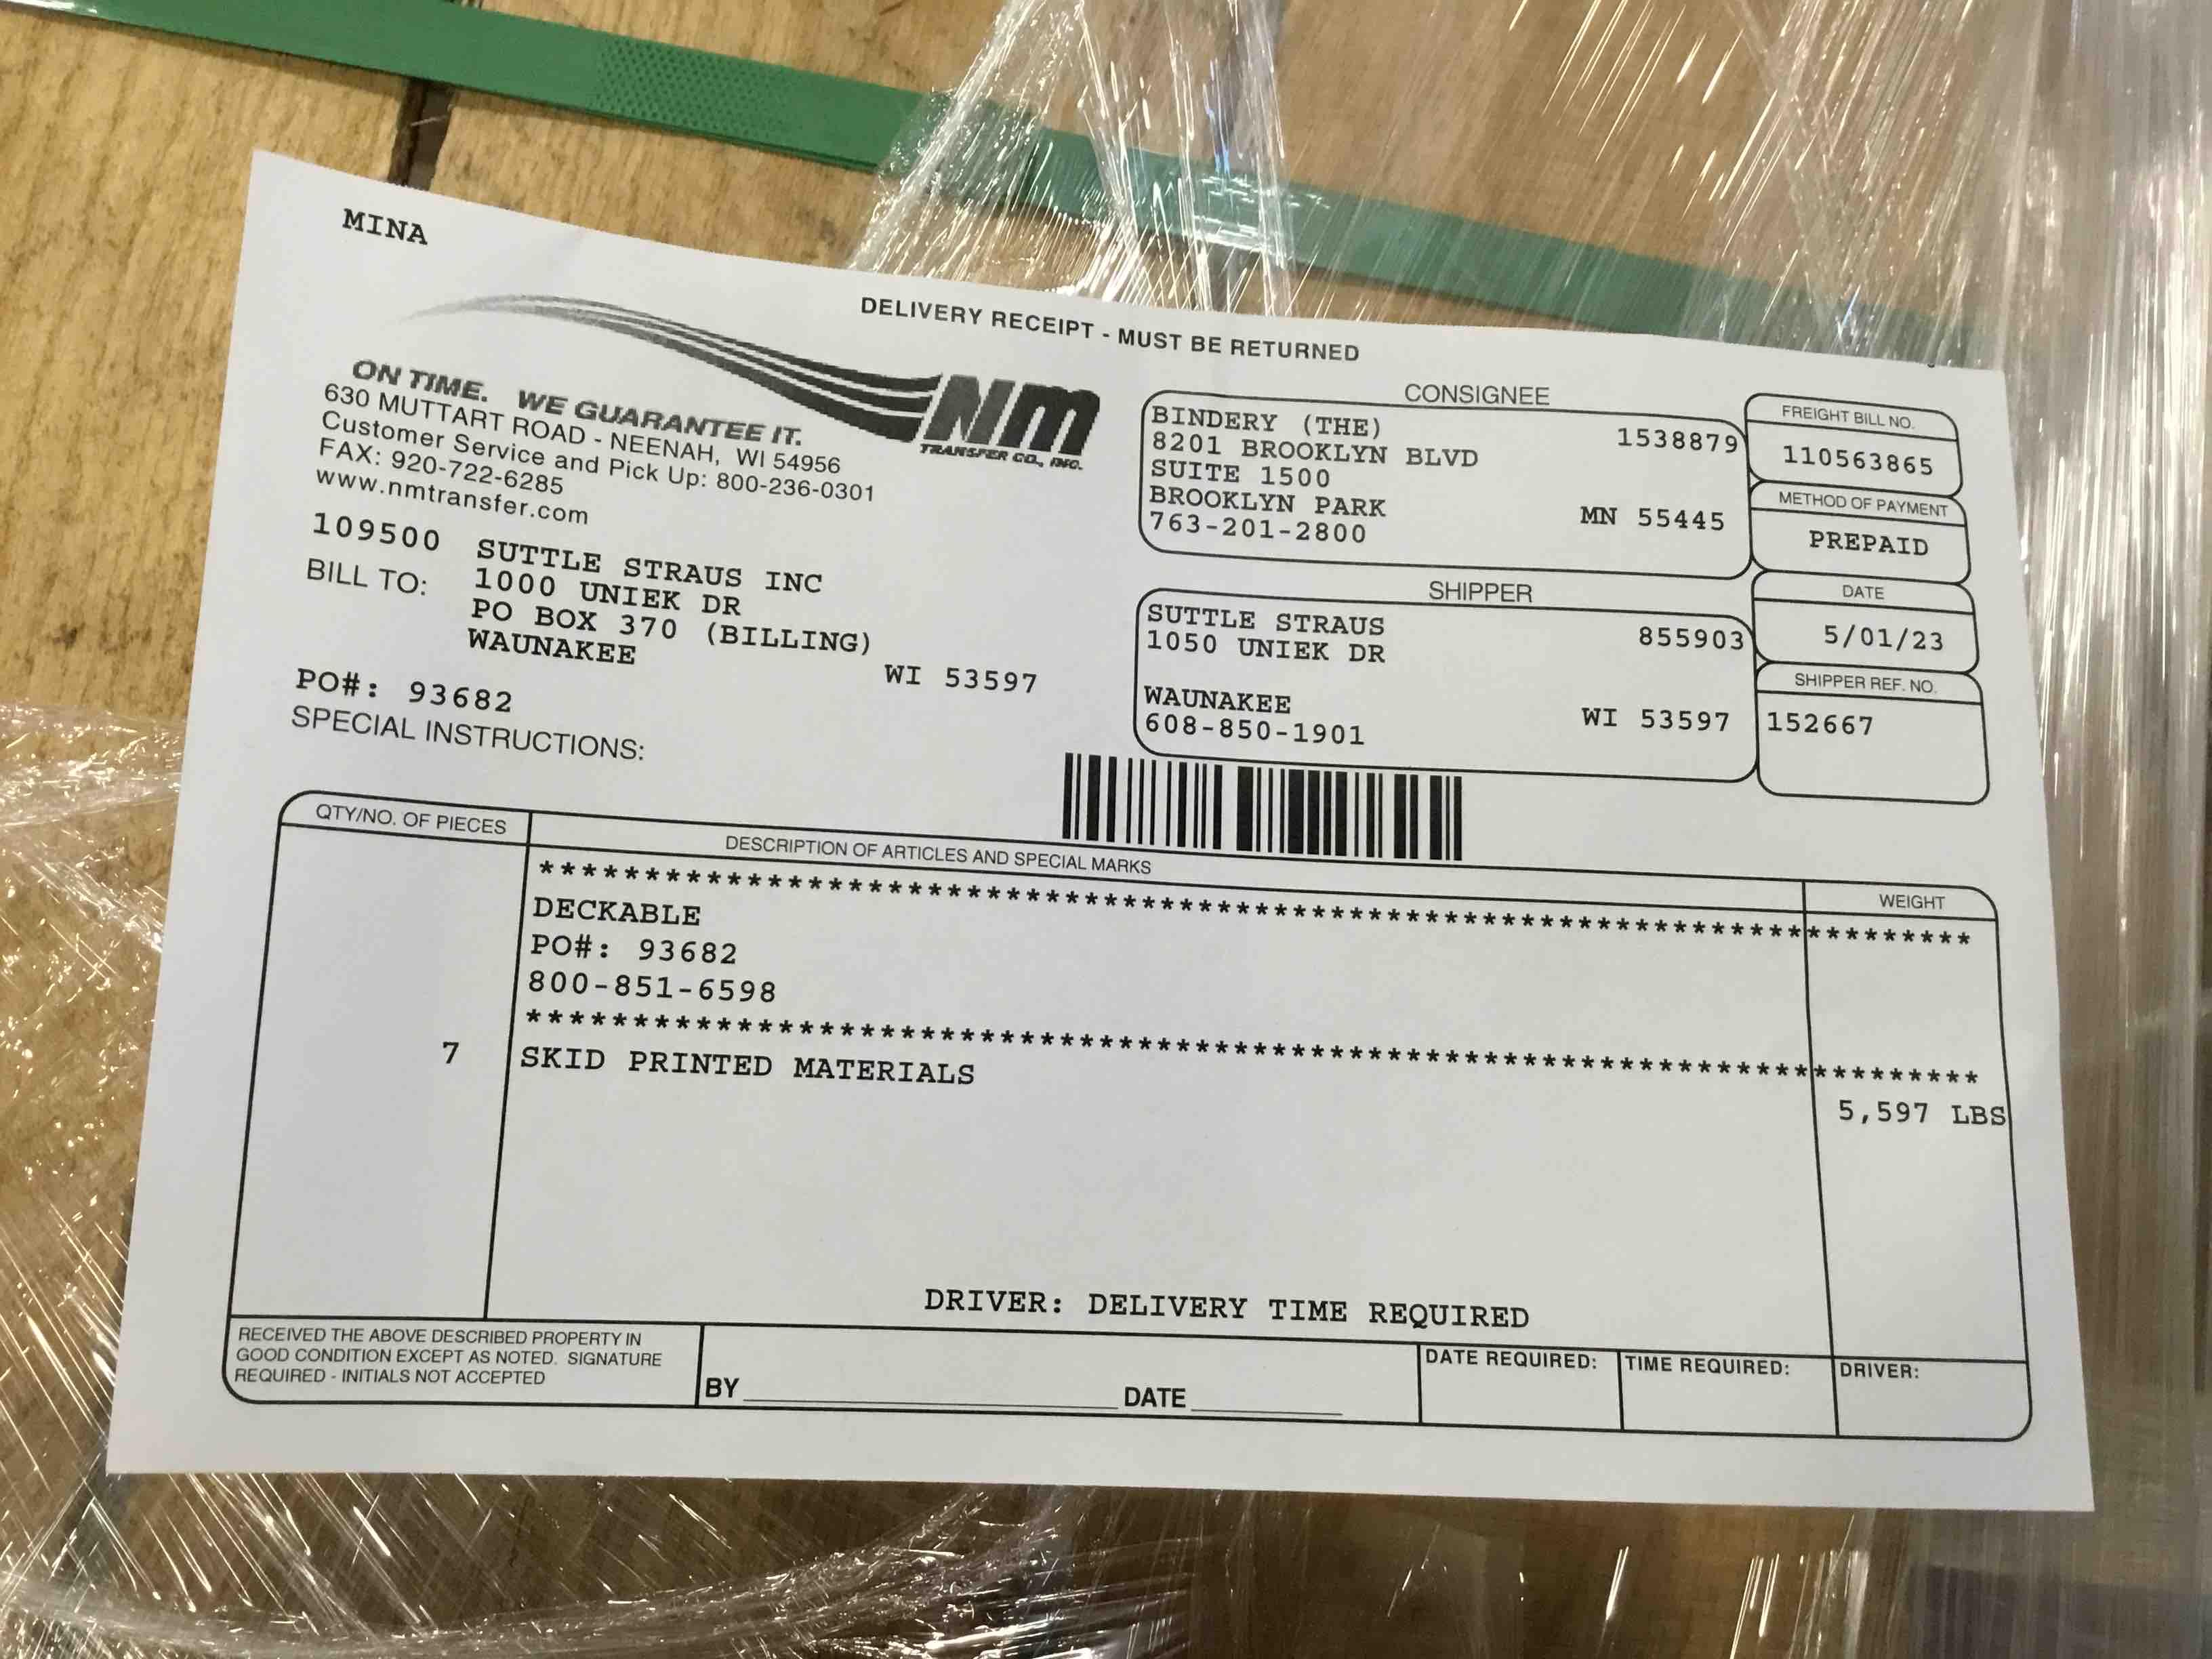 MINA
DELIVERY RECEIPT - MUST BE RETURNED
ON TIME. WE GUARANTEE IT.
NM
TRANSFER CO., INC.
630 MUTTART ROAD - NEENAH, WI 54956
Customer Service and Pick Up: 800-236-0301
FAX: 920-722-6285
www.nmtransfer.com
109500 SUTTLE STRAUS INC
BILL TO: 1000 UNIEK DR
PO BOX 370 (BILLING)
WAUNAKEE WI 53597
PO#: 93682
SPECIAL INSTRUCTIONS:
CONSIGNEE
BINDERY (THE) 1538879
8201 BROOKLYN BLVD
SUITE 1500
BROOKLYN PARK MN 55445
763-201-2800
SHIPPER
SUTTLE STRAUS 855903
1050 UNIEK DR
WAUNAKEE WI 53597
608-850-1901
FREIGHT BILL NO.
110563865
METHOD OF PAYMENT
PREPAID
DATE
5/01/23
SHIPPER REF. NO.
152667
QTY/NO. OF PIECES DESCRIPTION OF ARTICLES AND SPECIAL MARKS WEIGHT
**********************************************************************
DECKABLE
PO#: 93682
800-851-6598
**********************************************************************
7 SKID PRINTED MATERIALS 5,597 LBS
DRIVER: DELIVERY TIME REQUIRED
RECEIVED THE ABOVE DESCRIBED PROPERTY IN
GOOD CONDITION EXCEPT AS NOTED. SIGNATURE
REQUIRED - INITIALS NOT ACCEPTED
BY DATE
DATE REQUIRED: TIME REQUIRED: DRIVER: